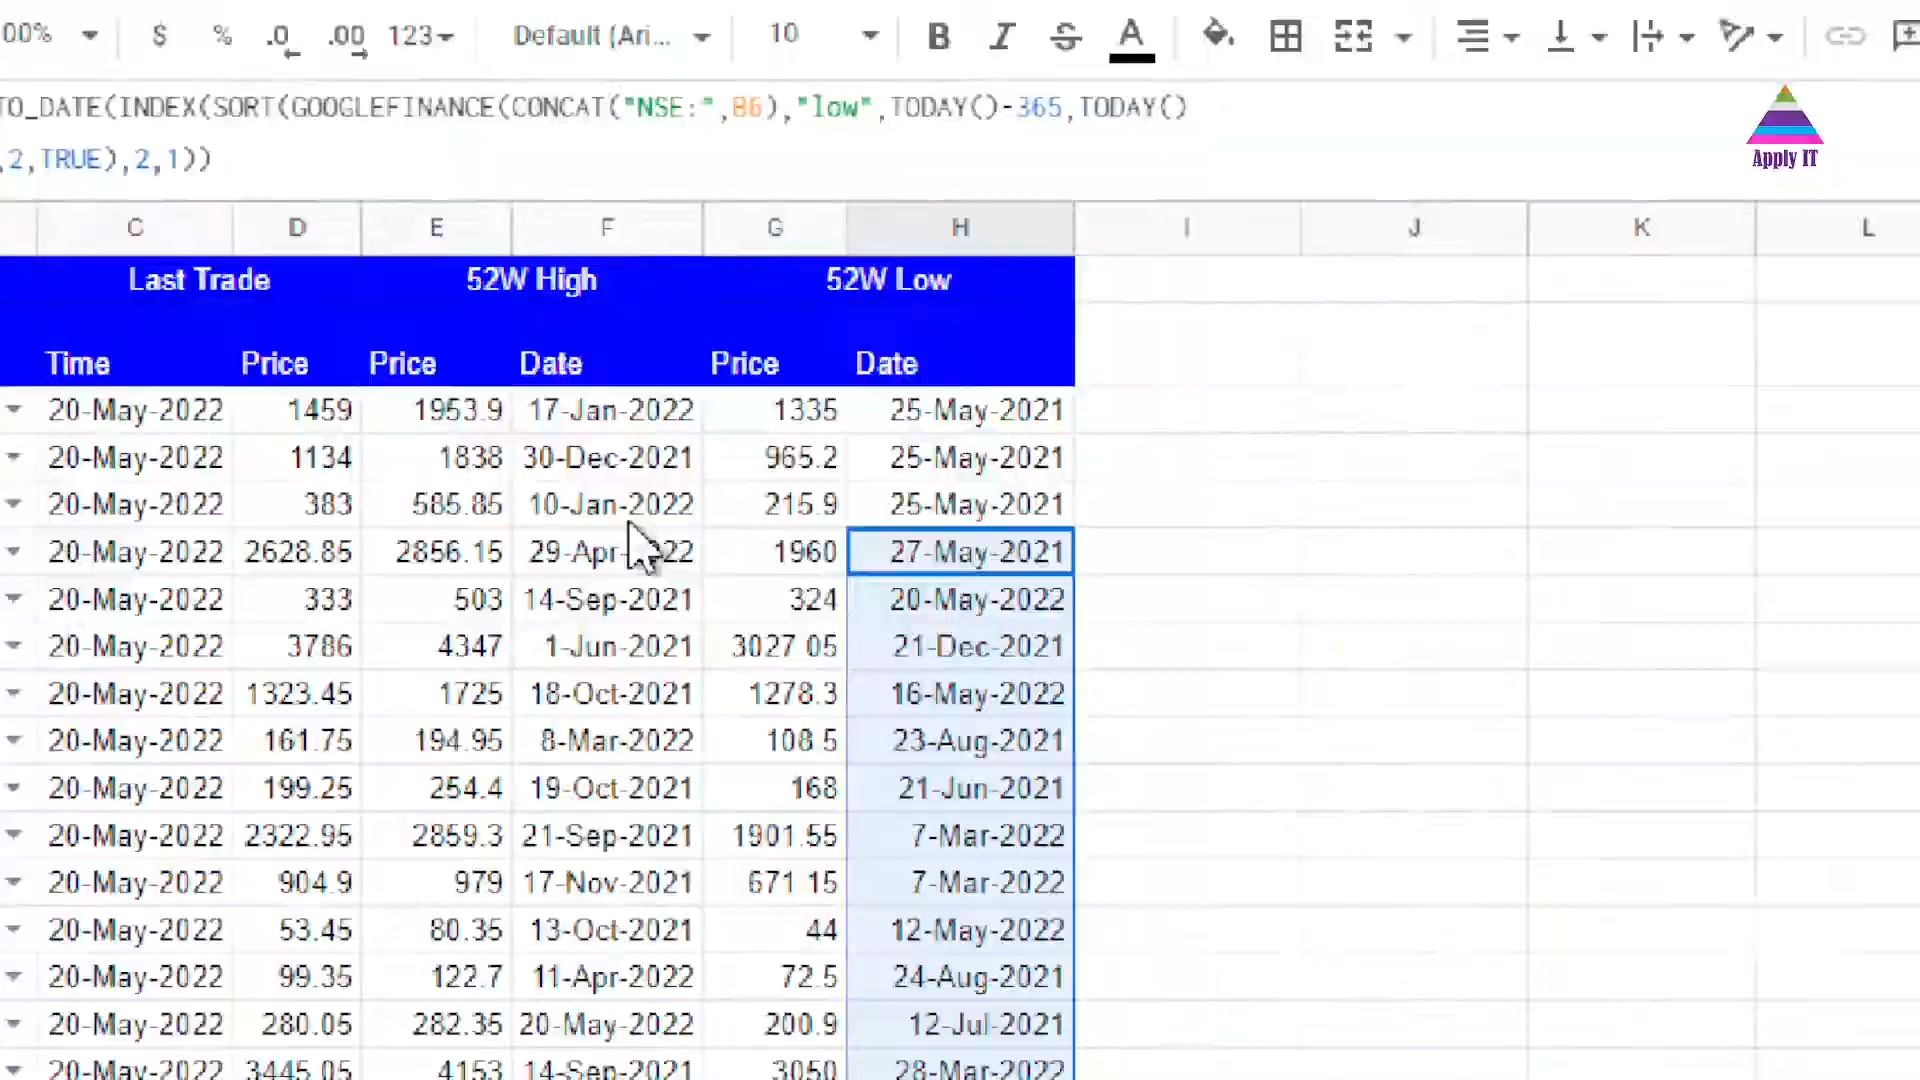 00% $ % .0 .00 123 Default (Ari... 10 B I S A
TO_DATE(INDEX(SORT(GOOGLEFINANCE(CONCAT("NSE:",B6),"low",TODAY()-365,TODAY()
,2,TRUE),2,1))
Apply IT
C D E F G H I J K L
Last Trade 52W High 52W Low
Time Price Price Date Price Date
20-May-2022 1459 1953.9 17-Jan-2022 1335 25-May-2021
20-May-2022 1134 1838 30-Dec-2021 965.2 25-May-2021
20-May-2022 383 585.85 10-Jan-2022 215.9 25-May-2021
20-May-2022 2628.85 2856.15 29-Apr-2022 1960 27-May-2021
20-May-2022 333 503 14-Sep-2021 324 20-May-2022
20-May-2022 3786 4347 1-Jun-2021 3027.05 21-Dec-2021
20-May-2022 1323.45 1725 18-Oct-2021 1278.3 16-May-2022
20-May-2022 161.75 194.95 8-Mar-2022 108.5 23-Aug-2021
20-May-2022 199.25 254.4 19-Oct-2021 168 21-Jun-2021
20-May-2022 2322.95 2859.3 21-Sep-2021 1901.55 7-Mar-2022
20-May-2022 904.9 979 17-Nov-2021 671.15 7-Mar-2022
20-May-2022 53.45 80.35 13-Oct-2021 44 12-May-2022
20-May-2022 99.35 122.7 11-Apr-2022 72.5 24-Aug-2021
20-May-2022 280.05 282.35 20-May-2022 200.9 12-Jul-2021
20-May-2022 3445.05 4153 14-Sep-2021 3050 28-Mar-2022